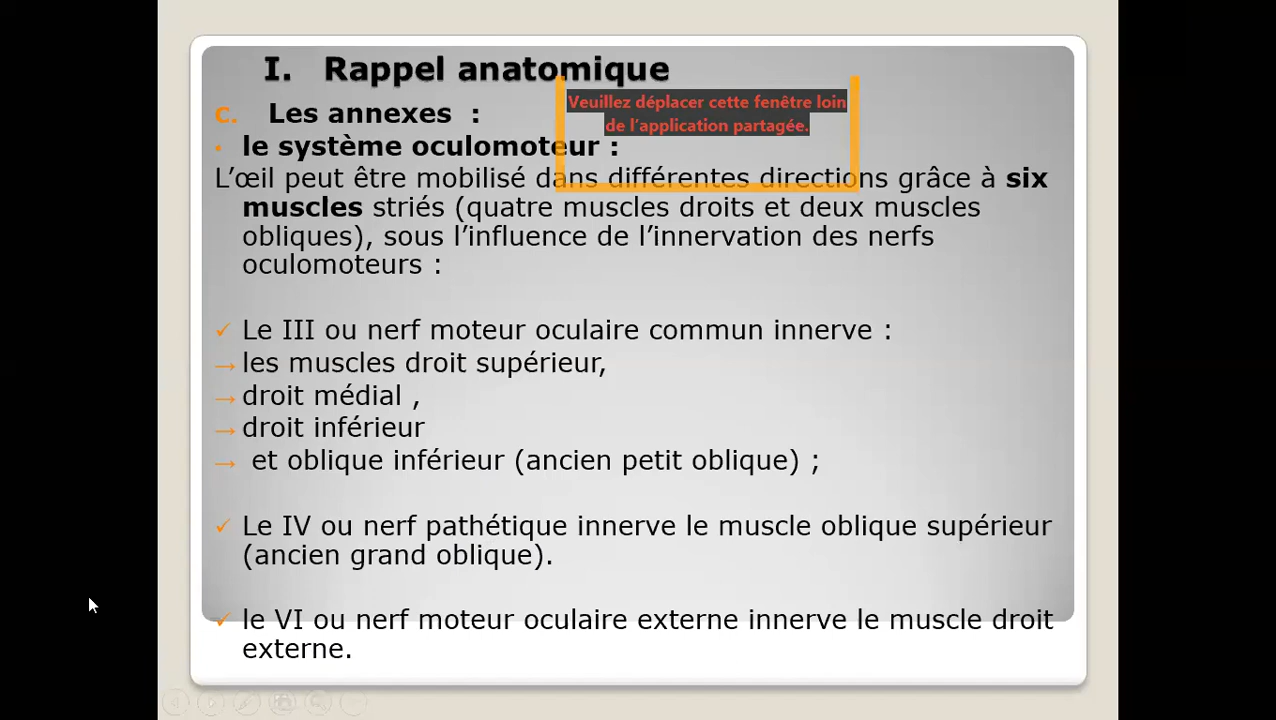 I. Rappel anatomique
c. Les annexes :
Veuillez déplacer cette fenêtre loin
de l'application partagée.
• le système oculomoteur :
L'œil peut être mobilisé dans différentes directions grâce à six
muscles striés (quatre muscles droits et deux muscles
obliques), sous l'influence de l'innervation des nerfs
oculomoteurs :
✓ Le III ou nerf moteur oculaire commun innerve :
→ les muscles droit supérieur,
→ droit médial ,
→ droit inférieur
→ et oblique inférieur (ancien petit oblique) ;
✓ Le IV ou nerf pathétique innerve le muscle oblique supérieur
(ancien grand oblique).
✓ le VI ou nerf moteur oculaire externe innerve le muscle droit
externe.